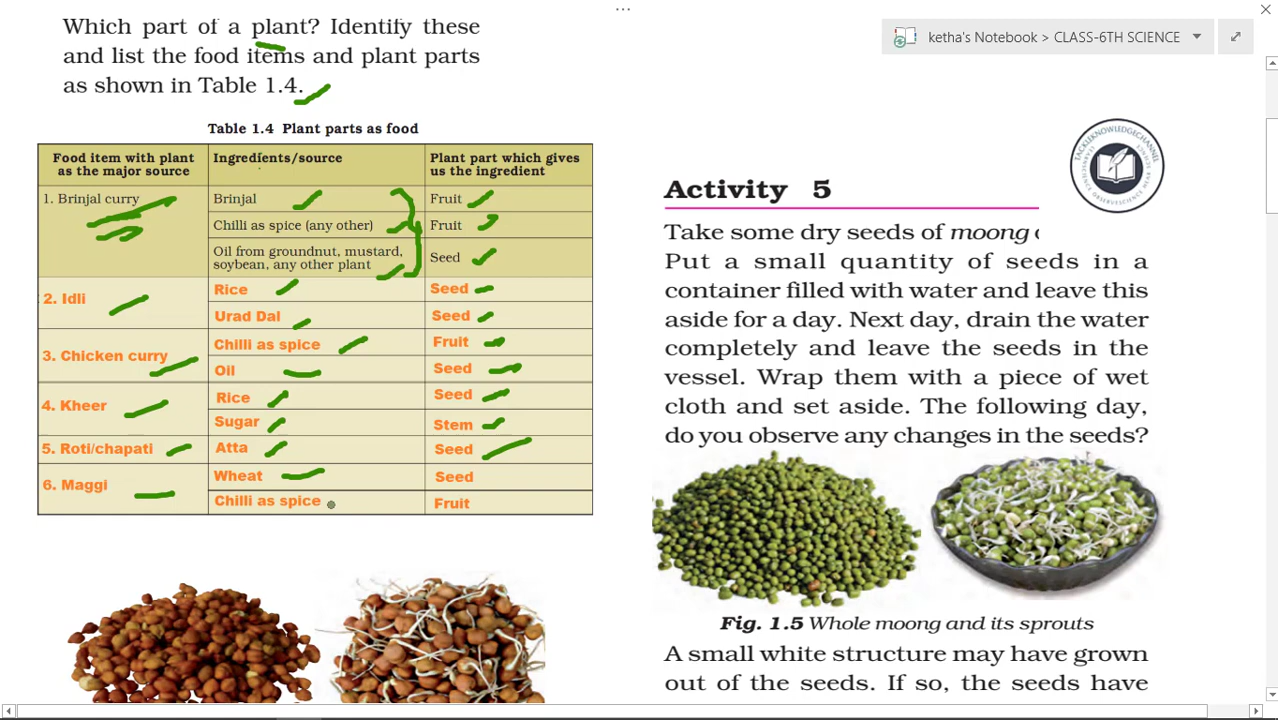 Which part of a plant? Identify these
and list the food items and plant parts
as shown in Table 1.4.
Table 1.4 Plant parts as food
Food item with plant as the major source
Ingredients/source
Plant part which gives us the ingredient
1. Brinjal curry
Brinjal
Fruit
Chilli as spice (any other)
Fruit
Oil from groundnut, mustard,
soybean, any other plant
Seed
2. Idli
Rice
Seed
Urad Dal
Seed
3. Chicken curry
Chilli as spice
Fruit
Oil
Seed
4. Kheer
Rice
Seed
Sugar
Stem
5. Roti/chapati
Atta
Seed
6. Maggi
Wheat
Seed
Chilli as spice
Fruit
ketha's Notebook > CLASS-6TH SCIENCE
Activity 5
Take some dry seeds of moong
Put a small quantity of seeds in a
container filled with water and leave this
aside for a day. Next day, drain the water
completely and leave the seeds in the
vessel. Wrap them with a piece of wet
cloth and set aside. The following day,
do you observe any changes in the seeds?
Fig. 1.5 Whole moong and its sprouts
A small white structure may have grown
out of the seeds. If so, the seeds have